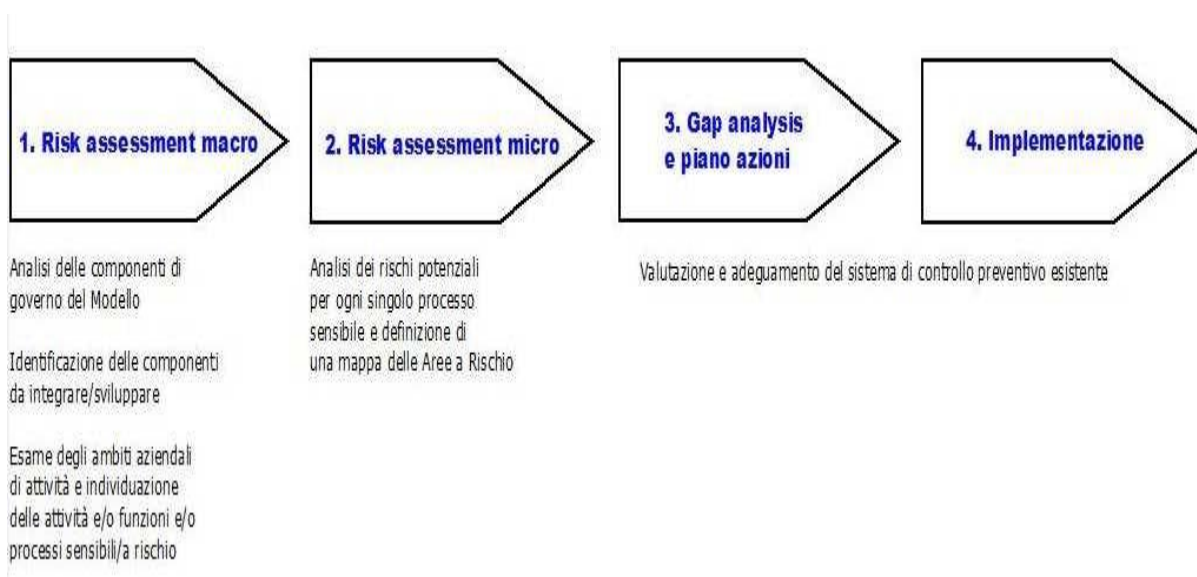 1. Risk assessment macro
2. Risk assessment micro
3. Gap analysis
e piano azioni
4. Implementazione
Analisi delle componenti di
governo del Modello
Identificazione delle componenti
da integrare/sviluppare
Esame degli ambiti aziendali
di attività e individuazione
delle attività e/o funzioni e/o
processi sensibili/a rischio
Analisi dei rischi potenziali
per ogni singolo processo
sensibile e definizione di
una mappa delle Aree a Rischio
Valutazione e adeguamento del sistema di controllo preventivo esistente